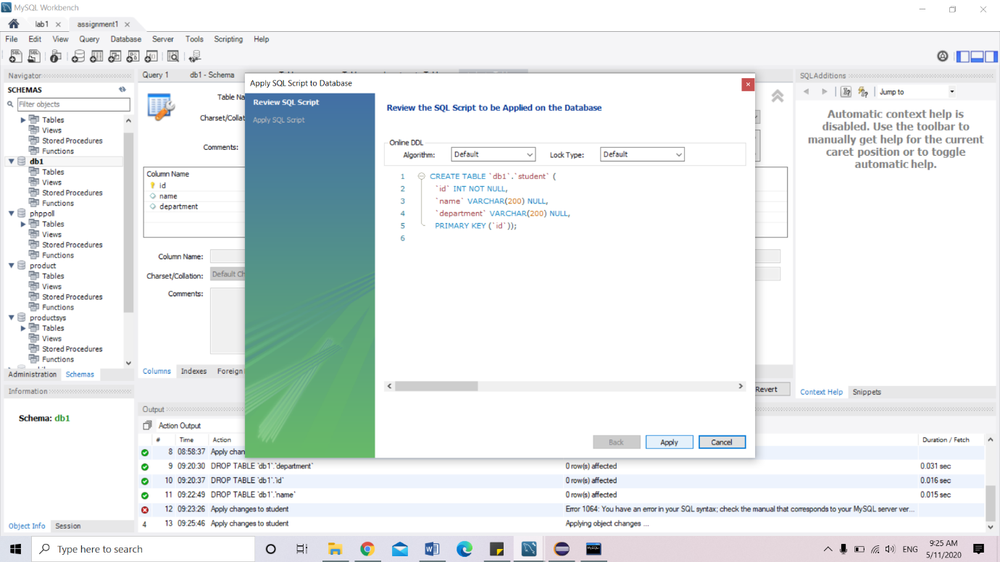 MySQL Workbench
lab1
assignment1
File Edit View Query Database Server Tools Scripting Help
Navigator
SCHEMAS
Filter objects
Tables
Views
Stored Procedures
Functions
db1
Tables
Views
Stored Procedures
Functions
phppoll
Tables
Views
Stored Procedures
Functions
product
Tables
Views
Stored Procedures
Functions
productsys
Tables
Views
Stored Procedures
Functions
Administration Schemas
Information
Schema: db1
Object Info Session
Query 1 db1 - Schema
Table Na
Charset/Collat
Comments:
Column Name
id
name
department
Column Name:
Charset/Collation: Default Ch
Comments:
Columns Indexes Foreign
Revert
Apply SQL Script to Database
Review SQL Script
Apply SQL Script
Review the SQL Script to be Applied on the Database
Online DDL
Algorithm: Default Lock Type: Default
1 CREATE TABLE `db1`.`student` (
2 `id` INT NOT NULL,
3 `name` VARCHAR(200) NULL,
4 `department` VARCHAR(200) NULL,
5 PRIMARY KEY (`id`));
6
Back Apply Cancel
SQLAdditions
Jump to
Automatic context help is
disabled. Use the toolbar to
manually get help for the current
caret position or to toggle
automatic help.
Context Help Snippets
Output
Action Output
# Time Action Duration / Fetch
8 08:58:37 Apply chan
9 09:20:30 DROP TABLE `db1`.`department` 0 row(s) affected 0.031 sec
10 09:20:37 DROP TABLE `db1`.`id` 0 row(s) affected 0.016 sec
11 09:22:49 DROP TABLE `db1`.`name` 0 row(s) affected 0.015 sec
12 09:23:26 Apply changes to student Error 1064: You have an error in your SQL syntax; check the manual that corresponds to your MySQL server ver...
4 13 09:25:46 Apply changes to student Applying object changes ...
Type here to search
ENG
9:25 AM
5/11/2020